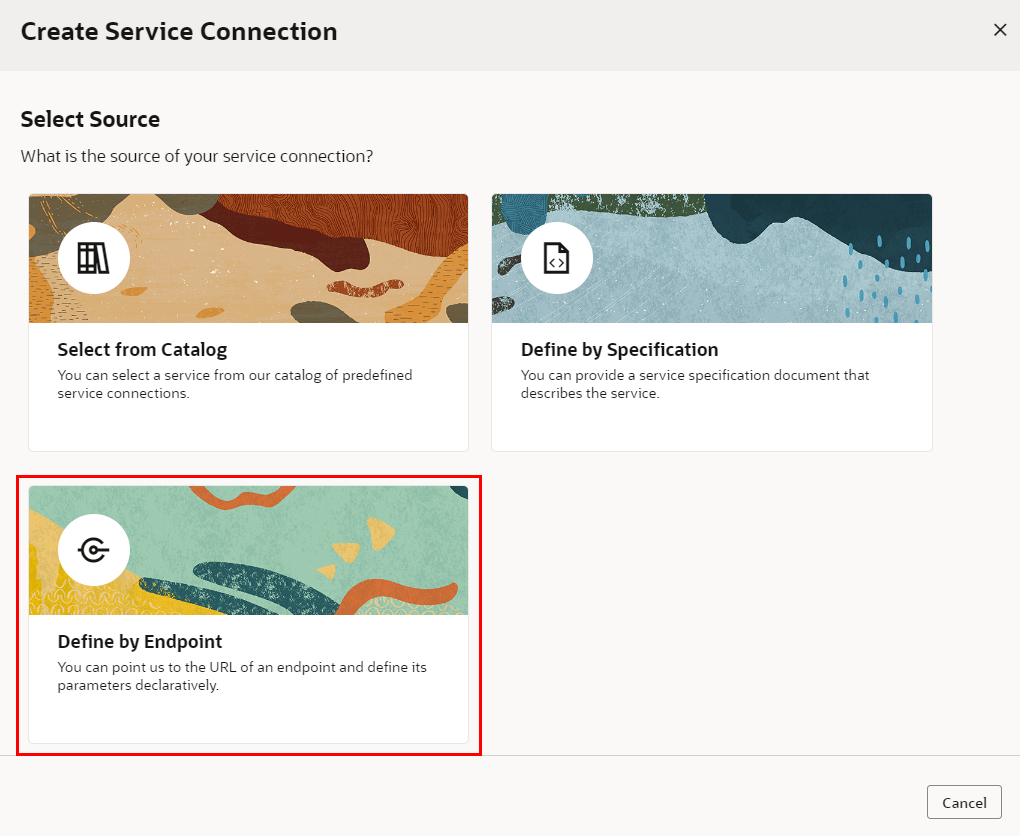 Create Service Connection
Select Source
What is the source of your service connection?
Select from Catalog
You can select a service from our catalog of predefined
service connections.
Define by Specification
You can provide a service specification document that
describes the service.
Define by Endpoint
You can point us to the URL of an endpoint and define its
parameters declaratively.
Cancel